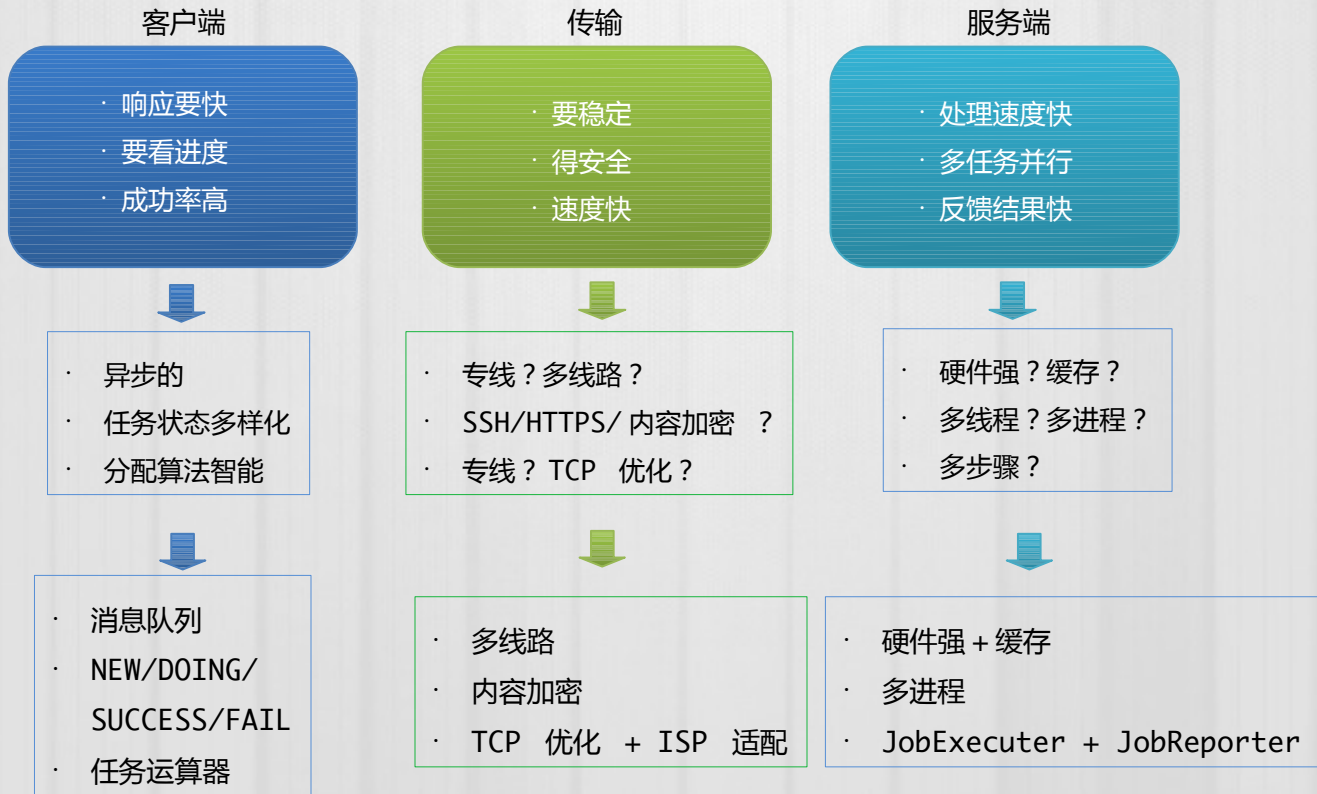 客户端
· 响应要快
· 要看进度
· 成功率高
· 异步的
· 任务状态多样化
· 分配算法智能
· 消息队列
· NEW/DOING/
SUCCESS/FAIL
· 任务运算器
传输
· 要稳定
· 得安全
· 速度快
· 专线？多线路？
· SSH/HTTPS/ 内容加密 ？
· 专线？ TCP 优化？
· 多线路
· 内容加密
· TCP 优化 + ISP 适配
服务端
· 处理速度快
· 多任务并行
· 反馈结果快
· 硬件强？缓存？
· 多线程？多进程？
· 多步骤？
· 硬件强 + 缓存
· 多进程
· JobExecuter + JobReporter